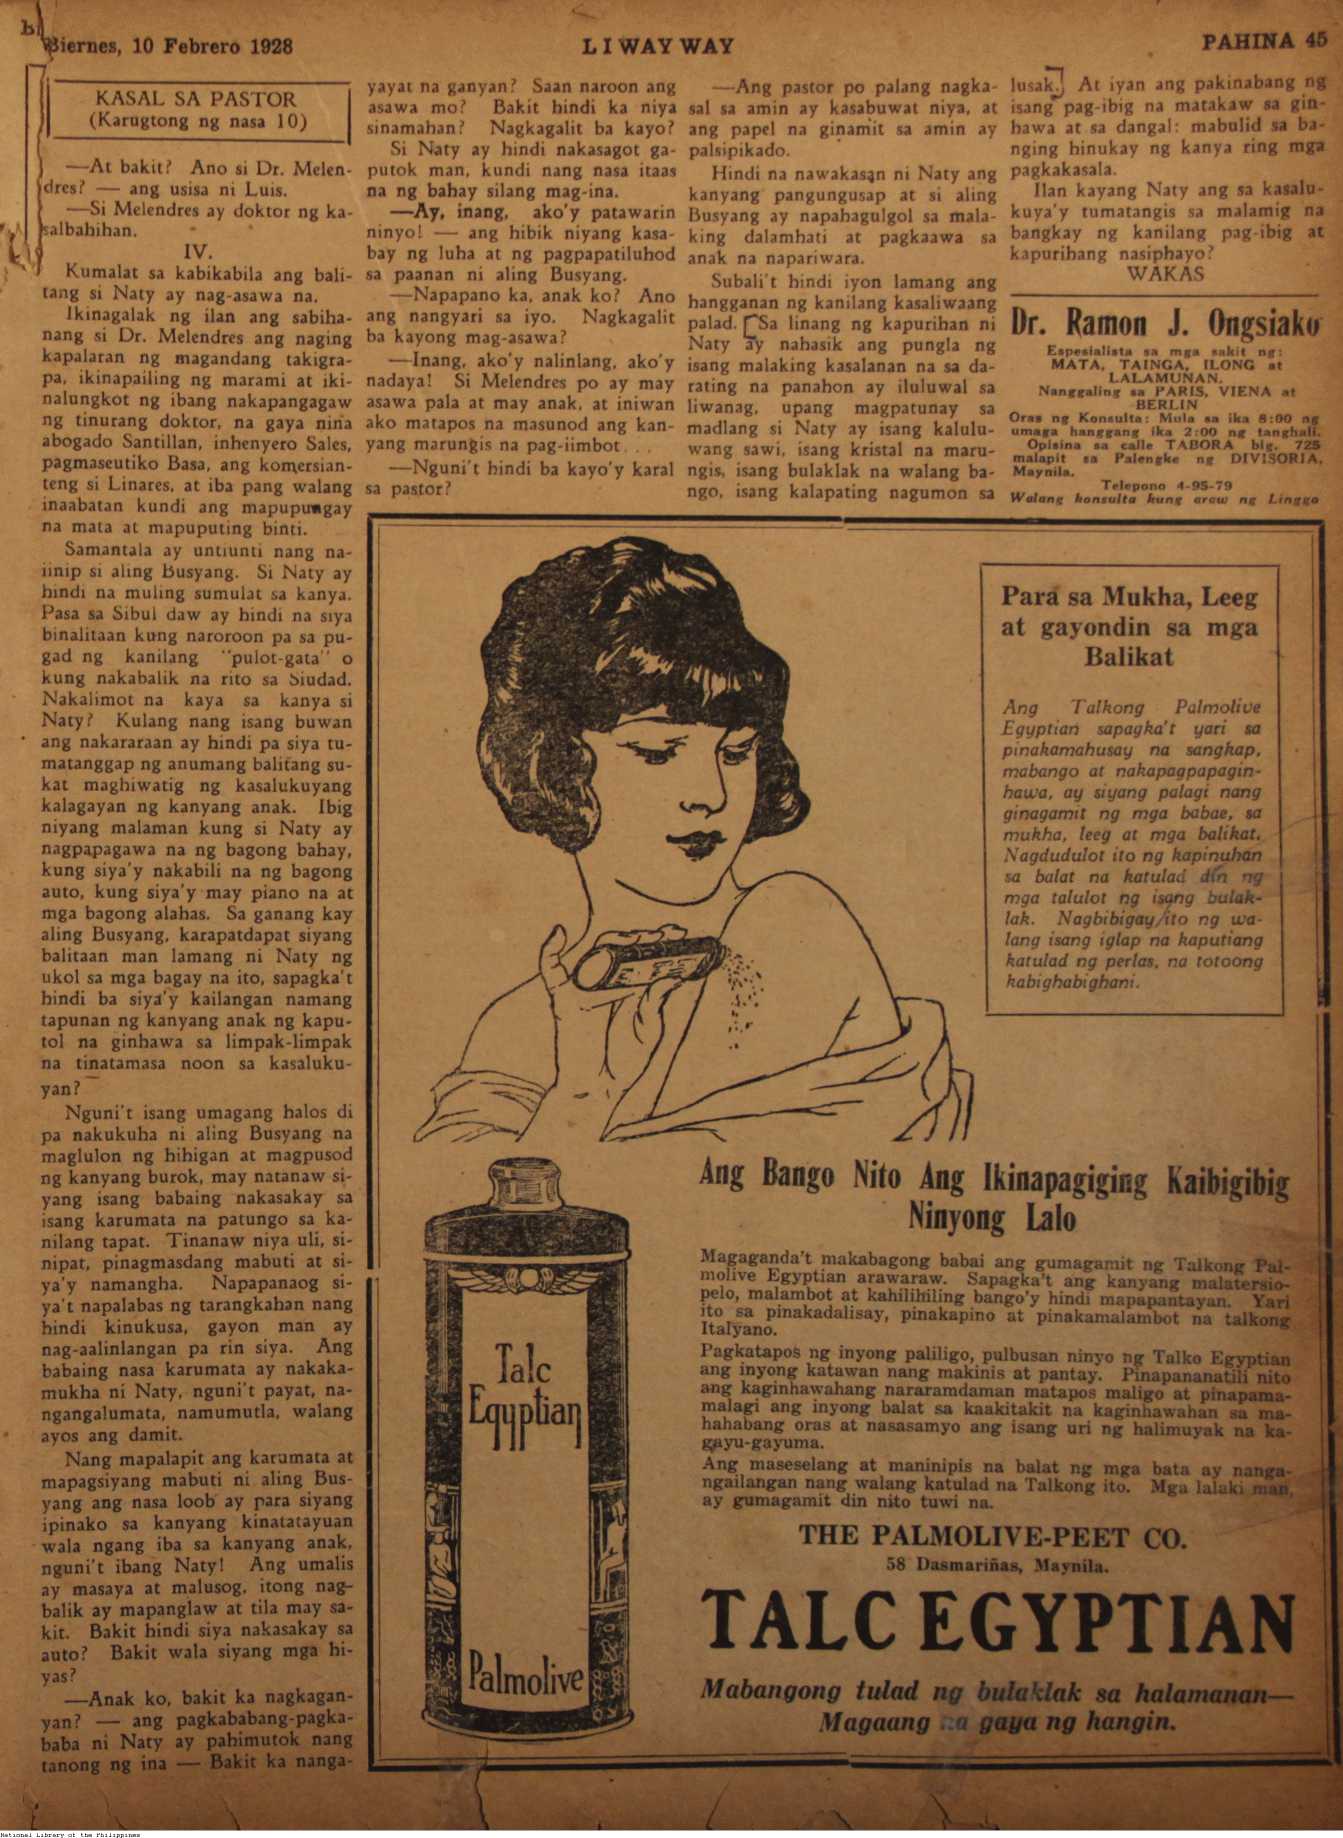 Biernes, 10 Febrero 1928
LIWAYWAY
PAHINA 45
KASAL SA PASTOR
(Karugtong ng nasa 10)
—At bakit? Ano si Dr. Melen-
dres? — ang usisa ni Luis.
—Si Melendres ay doktor ng ka-
salbahihan.
IV.
Kumalat sa kabikabila ang bali-
tang si Naty ay nag-asawa na.
Ikinagalak ng ilan ang sabiha-
nang si Dr. Melendres ang naging
kapalaran ng magandang takigra-
pa, ikinapailing ng marami at iki-
nalungkot ng ibang nakapangagaw
ng tinurang doktor, na gaya nina
abogado Santillan, inhenyero Sales,
pagmaseutiko Basa, ang komersian-
teng si Linares, at iba pang walang
inaabatan kundi ang mapupungay
na mata at mapuputing binti.
Samantala ay untiunti nang na-
iinip si aling Busyang. Si Naty ay
hindi na muling sumulat sa kanya.
Pasa sa Sibul daw ay hindi na siya
binalitaan kung naroroon pa sa pu-
gad ng kanilang "pulot-gata" o
kung nakabalik na rito sa Siudad.
Nakalimot na kaya sa kanya si
Naty? Kulang nang isang buwan
ang nakararaan ay hindi pa siya tu-
matanggap ng anumang balitang su-
kat maghiwatig ng kasalukuyang
kalagayan ng kanyang anak. Ibig
niyang malaman kung si Naty ay
nagpapagawa na ng bagong bahay,
kung siya'y nakabili na ng bagong
auto, kung siya'y may piano na at
mga bagong alahas. Sa ganang kay
aling Busyang, karapatdapat siyang
balitaan man lamang ni Naty ng
ukol sa mga bagay na ito, sapagka't
hindi ba siya'y kailangan namang
tapunan ng kanyang anak ng kapu-
tol na ginhawa sa limpak-limpak
na tinatamasa noon sa kasaluku-
yan?
Nguni't isang umagang halos di
pa nakukuha ni aling Busyang na
maglulon ng hihigan at magpusod
ng kanyang burok, may natanaw si-
yang isang babaing nakasakay sa
isang karumata na patungo sa ka-
nilang tapat. Tinanaw niya uli, si-
nipat, pinagmasdang mabuti at si-
ya'y namangha. Napapanaog si-
ya't napalabas ng tarangkahan nang
hindi kinukusa, gayon man ay
nag-aalinlangan pa rin siya. Ang
babaing nasa karumata ay nakaka-
mukha ni Naty, nguni't payat, na-
ngangalumata, namumutla, walang
ayos ang damit.
Nang mapalapit ang karumata at
mapagsiyang mabuti ni aling Bus-
yang ang nasa loob ay para siyang
ipinako sa kanyang kinatatayuan
wala ngang iba sa kanyang anak,
nguni't ibang Naty! Ang umalis
ay masaya at malusog, itong nag-
balik ay mapanglaw at tila may sa-
kit. Bakit hindi siya nakasakay sa
auto? Bakit wala siyang mga hi-
yas?
—Anak ko, bakit ka nagkagan-
yan? — ang pagkababang-pagka-
baba ni Naty ay pahimutok nang
tanong ng ina — Bakit ka nanga-
yayat na ganyan? Saan naroon ang
asawa mo? Bakit hindi ka niya
sinamahan? Nagkagalit ba kayo?
Si Naty ay hindi nakasagot ga-
putok man, kundi nang nasa itaas
na ng bahay silang mag-ina.
—Ay, inang, ako'y patawarin
ninyo! — ang hibik niyang kasa-
bay ng luha at ng pagpapatiluhod
sa paanan ni aling Busyang.
—Napapano ka, anak ko? Ano
ang nangyari sa iyo. Nagkagalit
ba kayong mag-asawa?
—Inang, ako'y nalinlang, ako'y
nadaya! Si Melendres po ay may
asawa pala at may anak, at iniwan
ako matapos na masunod ang kan-
yang marungis na pag-iimbot...
—Nguni't hindi ba kayo'y karal
sa pastor?
—Ang pastor po palang nagka-
sal sa amin ay kasabuwat niya, at
ang papel na ginamit sa amin ay
palsipikado.
Hindi na nawakasan ni Naty ang
kanyang pangungusap at si aling
Busyang ay napahagulgol sa mala-
king dalamhati at pagkaawa sa
anak na napariwara.
Subali't hindi iyon lamang ang
hangganan ng kanilang kasaliwaang
palad. [Sa linang ng kapurihan ni
Naty ay nahasik ang pungla ng
isang malaking kasalanan na sa da-
rating na panahon ay iluluwal sa
liwanag, upang magpatunay sa
madlang si Naty ay isang kalulu-
wang sawi, isang kristal na maru-
ngis, isang bulaklak na walang ba-
ngo, isang kalapating nagumon sa
lusak.] At iyan ang pakinabang ng
isang pag-ibig na matakaw sa gin-
hawa at sa dangal: mabulid sa ba-
nging hinukay ng kanya ring mga
pagkakasala.
Ilan kayang Naty ang sa kasalu-
kuya'y tumatangis sa malamig na
bangkay ng kanilang pag-ibig at
kapurihang nasiphayo?
WAKAS
Dr. Ramon J. Ongsiako
Espesialista sa mga sakit ng:
MATA, TAINGA, ILONG at
LALAMUNAN.
Nanggaling sa PARIS, VIENA at
BERLIN
Oras ng Konsulta: Mula sa ika 8:00 ng
umaga hanggang ika 2:00 ng tanghali.
Opisina sa calle TABORA blg. 725
malapit sa Palengke ng DIVISORIA,
Maynila.
Telepono 4-95-79
Walang konsulta kung araw ng Linggo
Para sa Mukha, Leeg
at gayondin sa mga
Balikat
Ang Talkong Palmolive
Egyptian sapagka't yari sa
pinakamahusay na sangkap,
mabango at nakapagpapagin-
hawa, ay siyang palagi nang
ginagamit ng mga babae, sa
mukha, leeg at mga balikat.
Nagdudulot ito ng kapinuhan
sa balat na katulad din ng
mga talulot ng isang bulak-
lak. Nagbibigay ito ng wa-
lang isang iglap na kaputiang
katulad ng perlas, na totoong
kabighabighani.
Ang Bango Nito Ang Ikinapagiging Kaibigibig
Ninyong Lalo
Magaganda't makabagong babai ang gumagamit ng Talkong Pal-
molive Egyptian arawaraw. Sapagka't ang kanyang malatersio-
pelo, malambot at kahilihiling bango'y hindi mapapantayan. Yari
ito sa pinakadalisay, pinakapino at pinakamalambot na talkong
Italyano.
Pagkatapos ng inyong paliligo, pulbusan ninyo ng Talko Egyptian
ang inyong katawan nang makinis at pantay. Pinapananatili nito
ang kaginhawahang nararamdaman matapos maligo at pinapama-
malagi ang inyong balat sa kaakitakit na kaginhawahan sa ma-
hahabang oras at nasasamyo ang isang uri ng halimuyak na ka-
gayu-gayuma.
Ang maseselang at maninipis na balat ng mga bata ay nanga-
ngailangan nang walang katulad na Talkong ito. Mga lalaki man,
ay gumagamit din nito tuwi na.
THE PALMOLIVE-PEET CO.
58 Dasmariñas, Maynila.
TALC EGYPTIAN
Mabangong tulad ng bulaklak sa halamanan—
Magaang na gaya ng hangin.
Talc
Egyptian
Palmolive
National Library of the Philippines